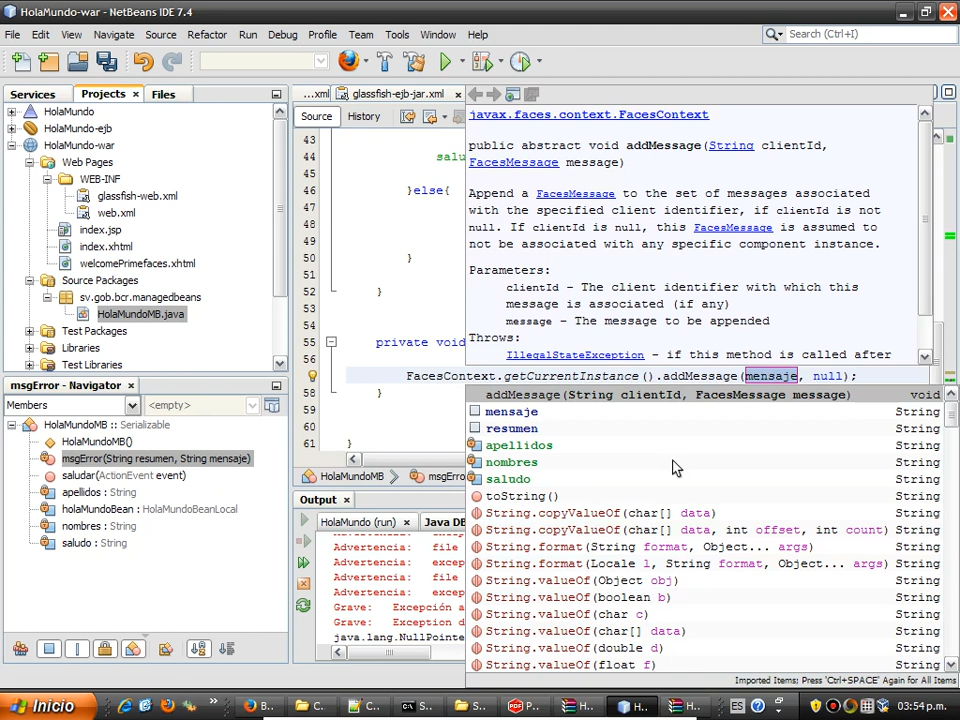 HolaMundo-war - NetBeans IDE 7.4
File Edit View Navigate Source Refactor Run Debug Profile Team Tools Window Help
Search (Ctrl+I)
Services Projects Files
...xml glassfish-ejb-jar.xml
Source History
HolaMundo
HolaMundo-ejb
HolaMundo-war
Web Pages
WEB-INF
glassfish-web.xml
web.xml
index.jsp
index.xhtml
welcomePrimefaces.xhtml
Source Packages
sv.gob.bcr.managedbeans
HolaMundoMB.java
Test Packages
Libraries
Test Libraries
43
44 salu
45
46 }else{
47
48
49
50 }
51
52 }
53
54
55 private void
56
FacesContext.getCurrentInstance().addMessage(mensaje, null);
58 }
59
60
61 }
javax.faces.context.FacesContext
public abstract void addMessage(String clientId,
FacesMessage message)
Append a FacesMessage to the set of messages associated
with the specified client identifier, if clientId is not
null. If clientId is null, this FacesMessage is assumed to
not be associated with any specific component instance.
Parameters:
clientId - The client identifier with which this
message is associated (if any)
message - The message to be appended
Throws:
IllegalStateException - if this method is called after
addMessage(String clientId, FacesMessage message) void
mensaje String
resumen String
apellidos String
nombres String
saludo String
toString() String
String.copyValueOf(char[] data) String
String.copyValueOf(char[] data, int offset, int count) String
String.format(String format, Object... args) String
String.format(Locale l, String format, Object... args) String
String.valueOf(Object obj) String
String.valueOf(boolean b) String
String.valueOf(char c) String
String.valueOf(char[] data) String
String.valueOf(double d) String
String.valueOf(float f) String
Imported Items; Press 'Ctrl+SPACE' Again for All Items
msgError - Navigator
Members <empty>
HolaMundoMB :: Serializable
HolaMundoMB()
msgError(String resumen, String mensaje)
saludar(ActionEvent event)
apellidos : String
holaMundoBean : HolaMundoBeanLocal
nombres : String
saludo : String
HolaMundoMB msgErro
Output
HolaMundo (run) Java DB
Advertencia: file
Advertencia: excep
Advertencia: file
Advertencia: excep
Grave: Excepción a
Grave: Exception d
java.lang.NullPointe
Inicio » B... C... C... S... S... P... H... H... H... ES 03:54 p.m.